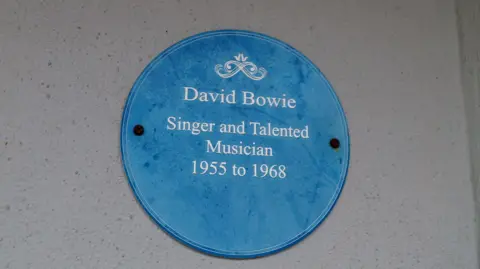 David Bowie
Singer and Talented
Musician
1955 to 1968